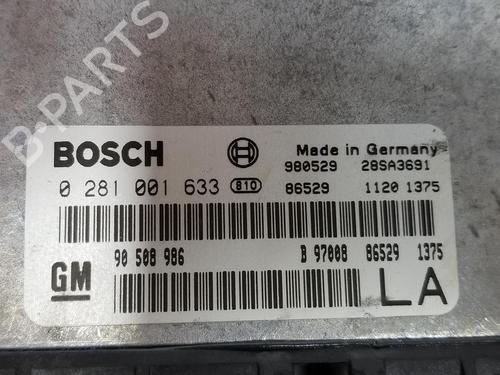 B-PARTS
BOSCH Made in Germany
980529 28SA3691
0 281 001 633 810 86529 1120 1375
GM 90 508 986 B 97008 86529 1375
LA